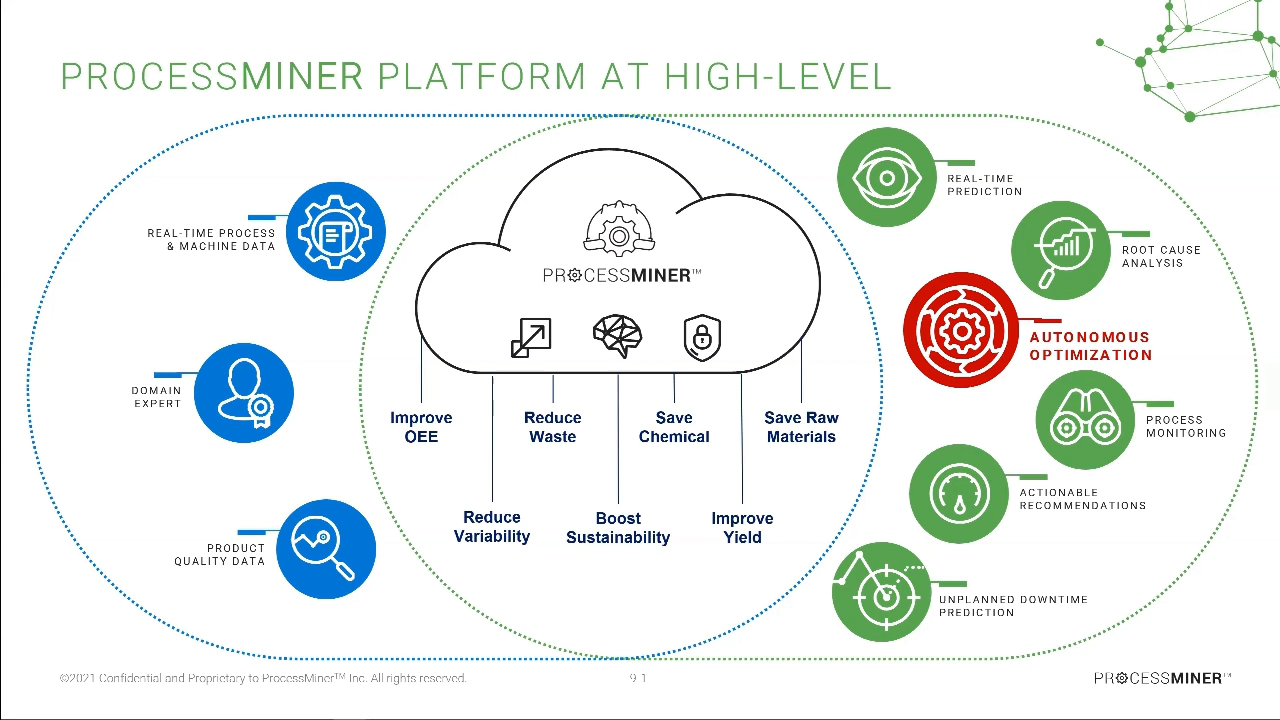 PROCESSMINER PLATFORM AT HIGH-LEVEL
REAL-TIME PROCESS
& MACHINE DATA
DOMAIN
EXPERT
PRODUCT
QUALITY DATA
PROCESSMINER™
Improve
OEE
Reduce
Waste
Save
Chemical
Save Raw
Materials
Reduce
Variability
Boost
Sustainability
Improve
Yield
REAL-TIME
PREDICTION
ROOT CAUSE
ANALYSIS
AUTONOMOUS
OPTIMIZATION
PROCESS
MONITORING
ACTIONABLE
RECOMMENDATIONS
UNPLANNED DOWNTIME
PREDICTION
©2021 Confidential and Proprietary to ProcessMiner™ Inc. All rights reserved.
9.1
PROCESSMINER™